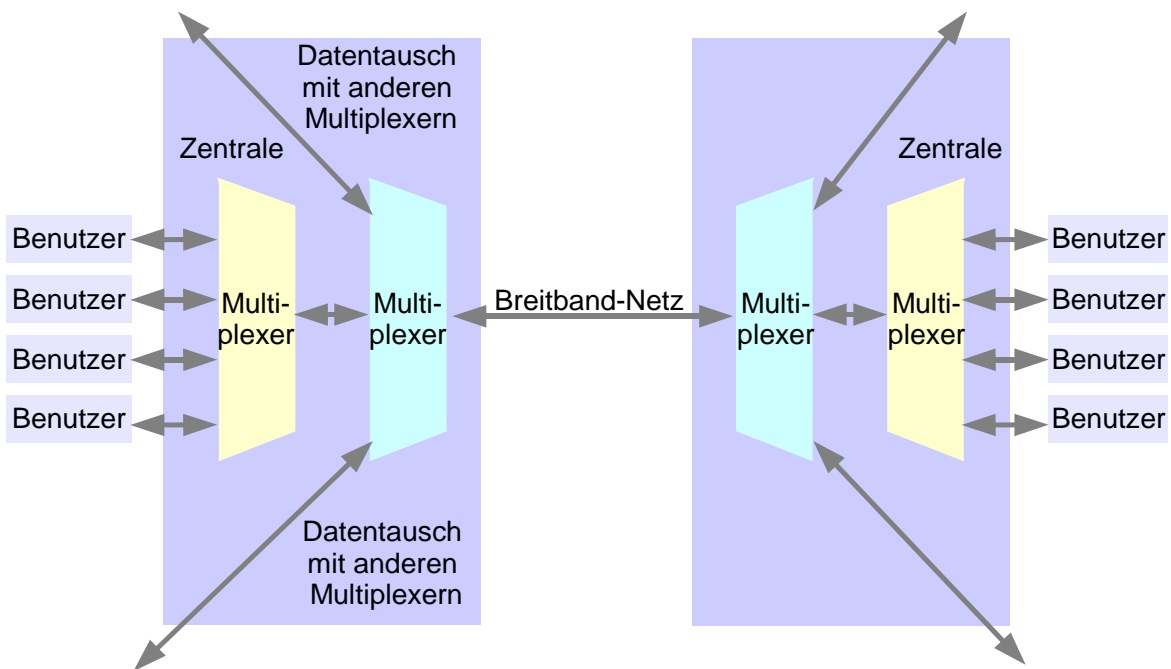 Datentausch
mit anderen
Multiplexern
Zentrale
Zentrale
Benutzer
Benutzer
Benutzer
Benutzer
Multi-
plexer
Multi-
plexer
Breitband-Netz
Multi-
plexer
Multi-
plexer
Benutzer
Benutzer
Benutzer
Benutzer
Datentausch
mit anderen
Multiplexern